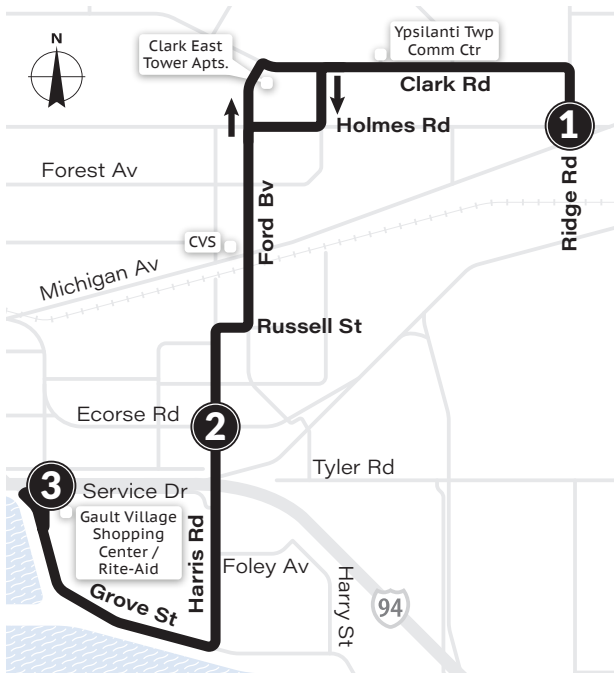 N
Clark East
Tower Apts.
Ypsilanti Twp
Comm Ctr
Clark Rd
Holmes Rd
1
Forest Av
Ford Bv
Ridge Rd
CVS
Michigan Av
Russell St
Ecorse Rd
2
Tyler Rd
3
Service Dr
Gault Village
Shopping
Center /
Rite-Aid
Harris Rd
Foley Av
Grove St
Harry St
94